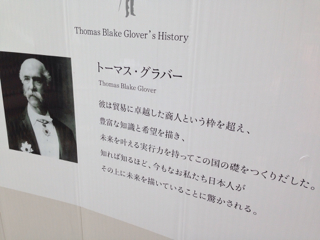 Thomas Blake Glover's History
トーマス・グラバー
Thomas Blake Glover
彼は貿易に卓越した商人という枠を超え、
豊富な知識と希望を描き、
未来を叶える実行力を持ってこの国の礎をつくりだした。
知れば知るほど、今もなお私たち日本人が
その上に未来を描いていることに驚かされる。